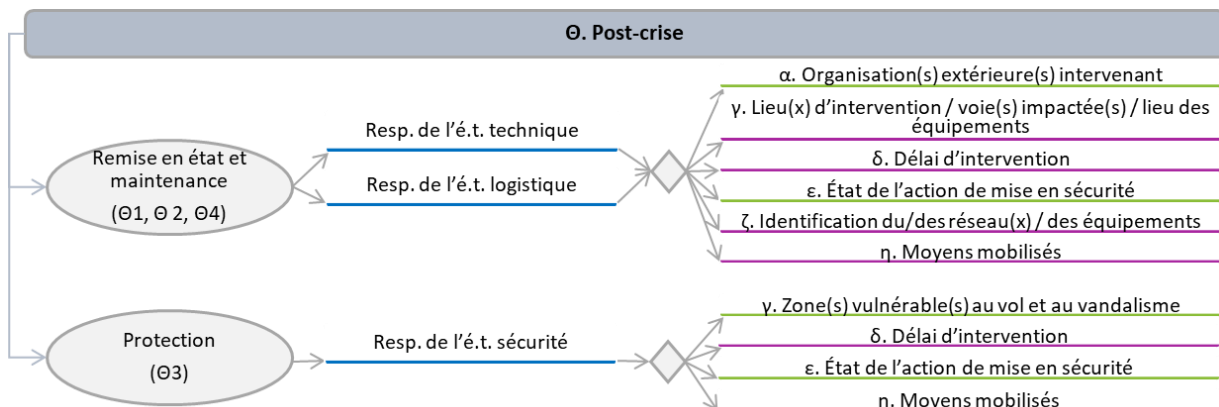 Θ. Post-crise
Remise en état et
maintenance
(Θ1, Θ 2, Θ4)
Resp. de l'é.t. technique
Resp. de l'é.t. logistique
α. Organisation(s) extérieure(s) intervenant
γ. Lieu(x) d'intervention / voie(s) impactée(s) / lieu des
équipements
δ. Délai d'intervention
ε. État de l'action de mise en sécurité
ζ. Identification du/des réseau(x) / des équipements
η. Moyens mobilisés
Protection
(Θ3)
Resp. de l'é.t. sécurité
γ. Zone(s) vulnérable(s) au vol et au vandalisme
δ. Délai d'intervention
ε. État de l'action de mise en sécurité
η. Moyens mobilisés